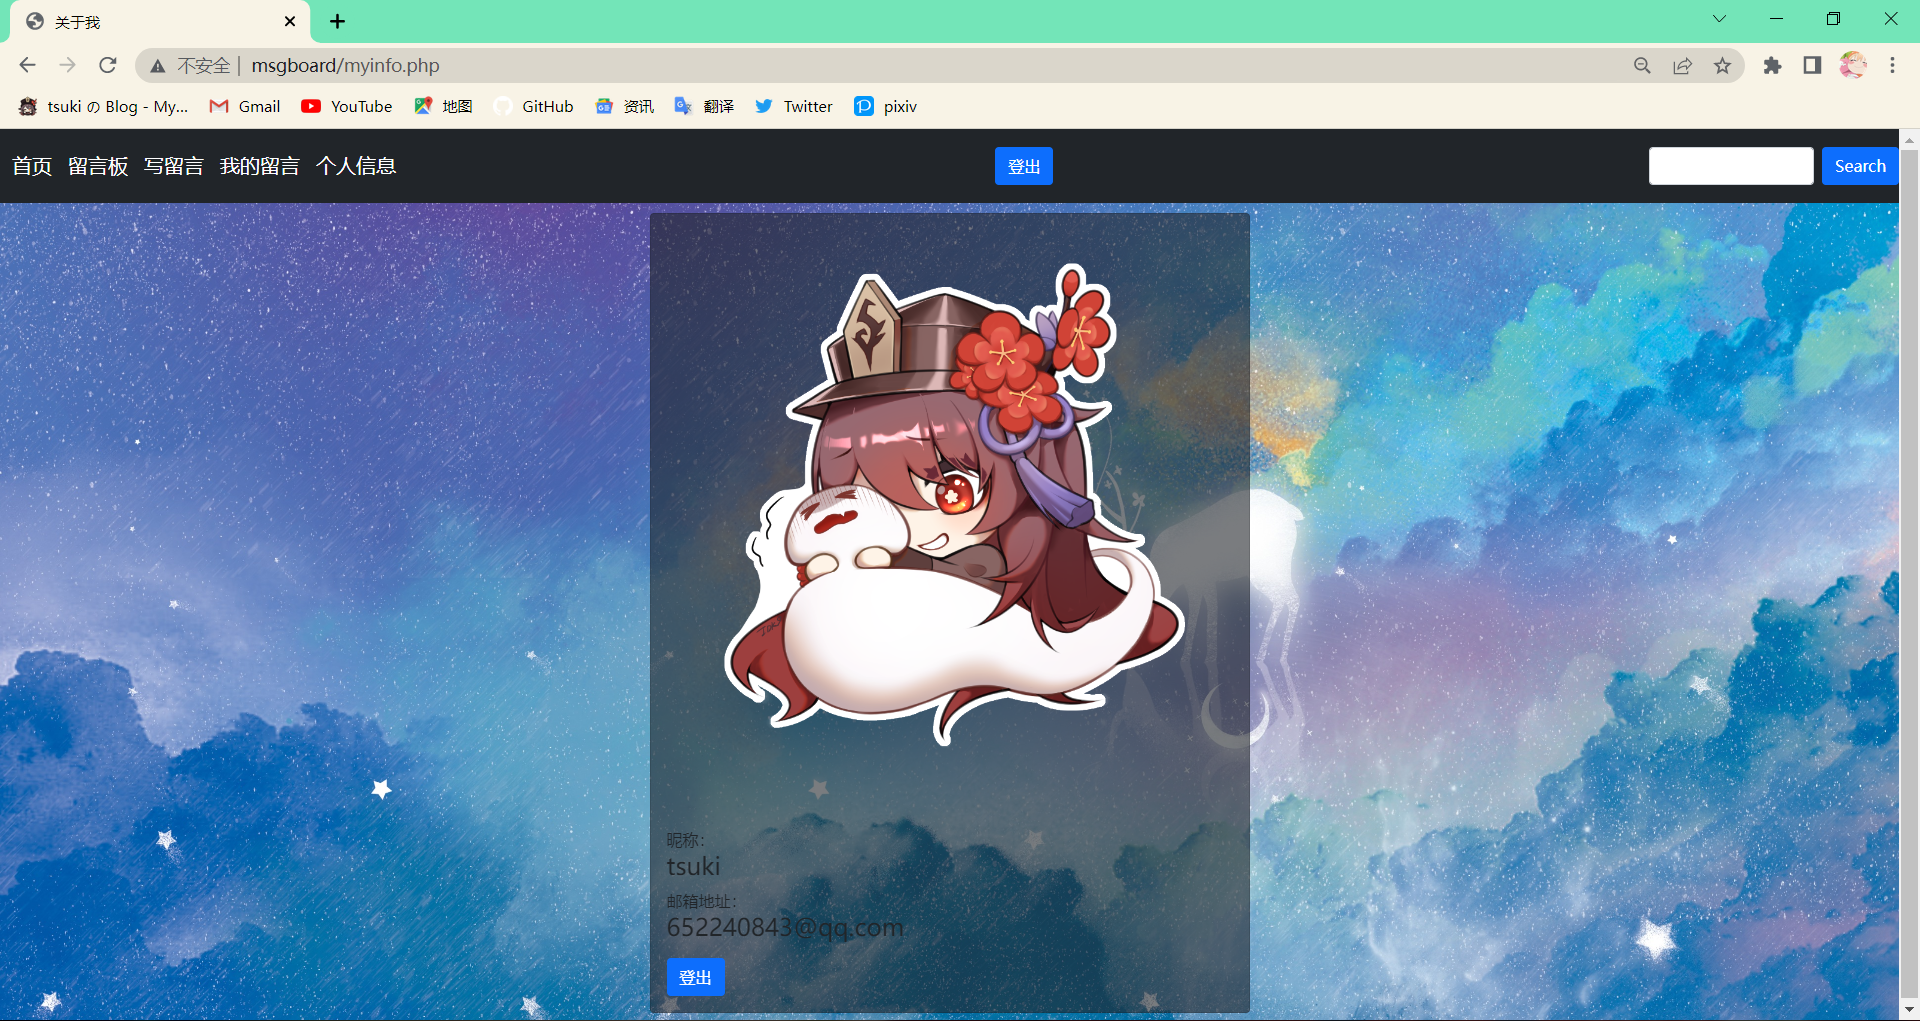 关于我
不安全 | msgboard/myinfo.php
tsuki の Blog - My... Gmail YouTube 地图 GitHub 资讯 翻译 Twitter pixiv
首页 留言板 写留言 我的留言 个人信息 登出 Search
昵称：
tsuki
邮箱地址：
652240843@qq.com
登出